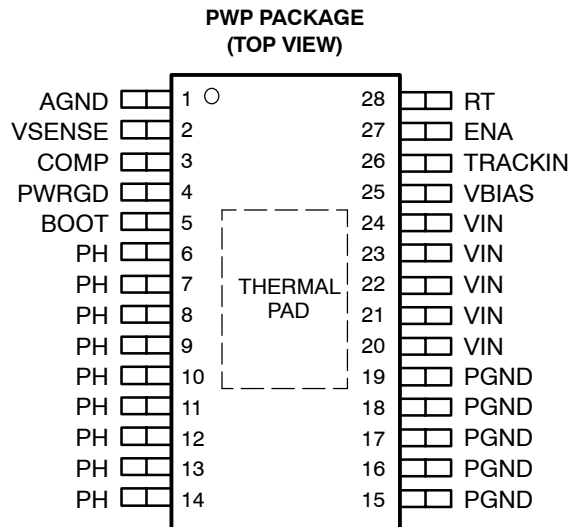 PWP PACKAGE
(TOP VIEW)
AGND 1 28 RT
VSENSE 2 27 ENA
COMP 3 26 TRACKIN
PWRGD 4 25 VBIAS
BOOT 5 24 VIN
PH 6 23 VIN
PH 7 22 VIN
PH 8 21 VIN
PH 9 20 VIN
PH 10 19 PGND
PH 11 18 PGND
PH 12 17 PGND
PH 13 16 PGND
PH 14 15 PGND
THERMAL
PAD